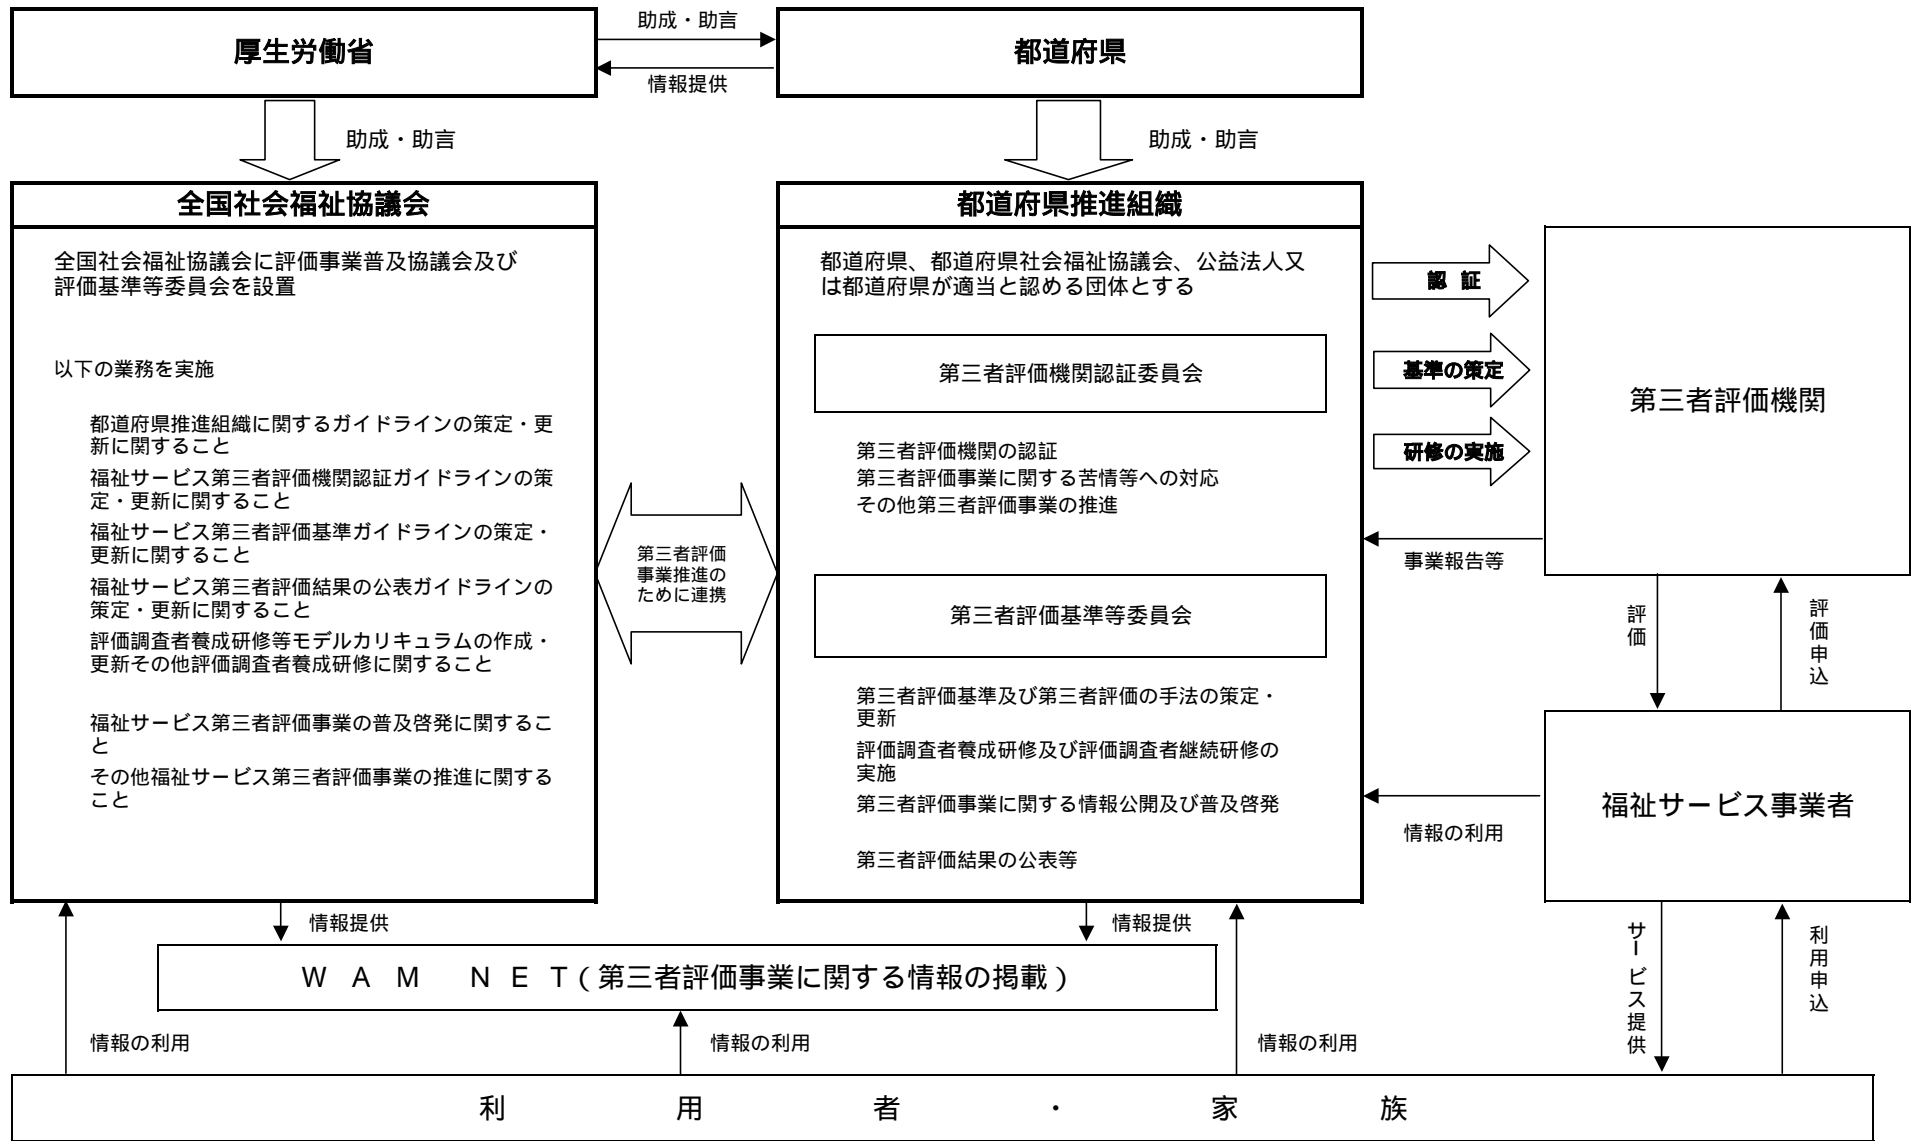 厚生労働省
助成・助言
情報提供
都道府県
助成・助言
助成・助言
全国社会福祉協議会
全国社会福祉協議会に評価事業普及協議会及び
評価基準等委員会を設置
以下の業務を実施
都道府県推進組織に関するガイドラインの策定・更
新に関すること
福祉サービス第三者評価機関認証ガイドラインの策
定・更新に関すること
福祉サービス第三者評価基準ガイドラインの策定・
更新に関すること
福祉サービス第三者評価結果の公表ガイドラインの
策定・更新に関すること
評価調査者養成研修等モデルカリキュラムの作成・
更新その他評価調査者養成研修に関すること
福祉サービス第三者評価事業の普及啓発に関するこ
と
その他福祉サービス第三者評価事業の推進に関する
こと
第三者評価
事業推進の
ために連携
都道府県推進組織
都道府県、都道府県社会福祉協議会、公益法人又
は都道府県が適当と認める団体とする
第三者評価機関認証委員会
第三者評価機関の認証
第三者評価事業に関する苦情等への対応
その他第三者評価事業の推進
第三者評価基準等委員会
第三者評価基準及び第三者評価の手法の策定・
更新
評価調査者養成研修及び評価調査者継続研修の
実施
第三者評価事業に関する情報公開及び普及啓発
第三者評価結果の公表等
認 証
基準の策定
研修の実施
事業報告等
第三者評価機関
評価
評価申込
情報の利用
福祉サービス事業者
情報提供
情報提供
WAM NET(第三者評価事業に関する情報の掲載)
サービス提供
利用申込
情報の利用
情報の利用
情報の利用
利用者・家族